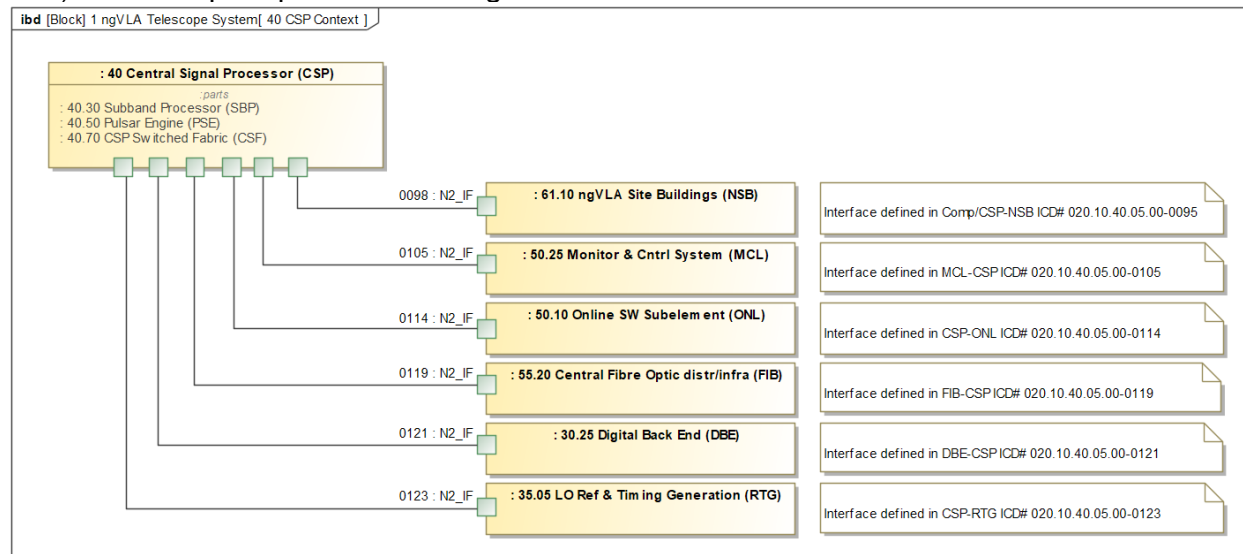 ibd [Block] 1 ngVLA Telescope System[ 40 CSP Context ]
: 40 Central Signal Processor (CSP)
:parts
: 40.30 Subband Processor (SBP)
: 40.50 Pulsar Engine (PSE)
: 40.70 CSP Switched Fabric (CSF)
0098 : N2_IF
: 61.10 ngVLA Site Buildings (NSB)
Interface defined in Comp/CSP-NSB ICD# 020.10.40.05.00-0095
0105 : N2_IF
: 50.25 Monitor & Cntrl System (MCL)
Interface defined in MCL-CSP ICD# 020.10.40.05.00-0105
0114 : N2_IF
: 50.10 Online SW Subelement (ONL)
Interface defined in CSP-ONL ICD# 020.10.40.05.00-0114
0119 : N2_IF
: 55.20 Central Fibre Optic distr/infra (FIB)
Interface defined in FIB-CSP ICD# 020.10.40.05.00-0119
0121 : N2_IF
: 30.25 Digital Back End (DBE)
Interface defined in DBE-CSP ICD# 020.10.40.05.00-0121
0123 : N2_IF
: 35.05 LO Ref & Timing Generation (RTG)
Interface defined in CSP-RTG ICD# 020.10.40.05.00-0123